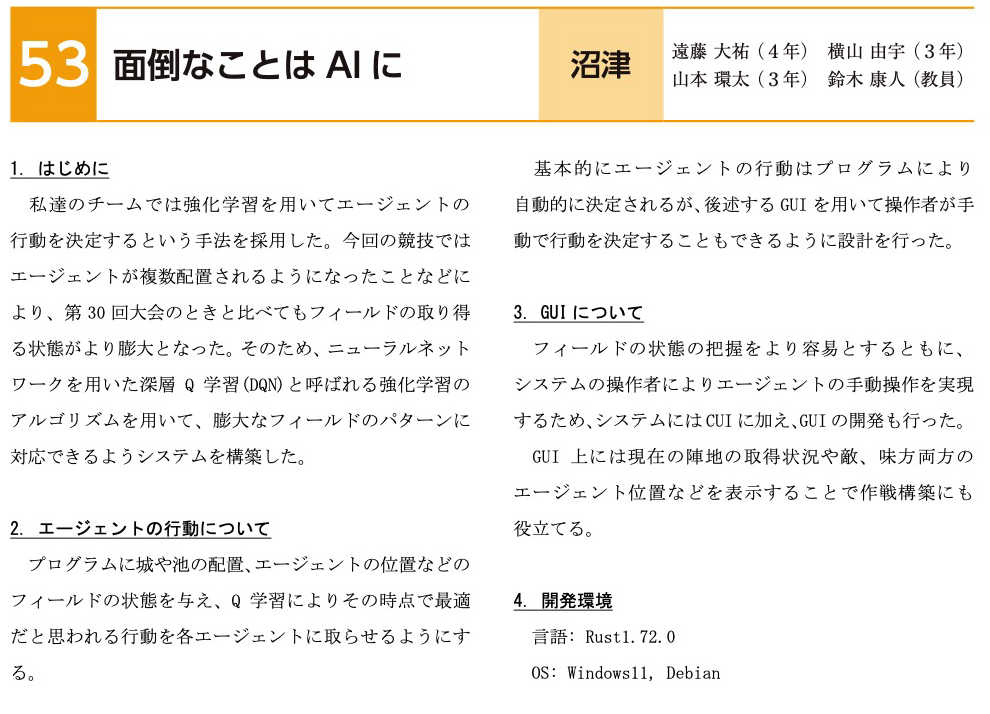 53 面倒なことは AI に 沼津
遠藤 大祐（４年） 横山 由宇（３年）
山本 環太（３年） 鈴木 康人（教員）
1. はじめに
私達のチームでは強化学習を用いてエージェントの
行動を決定するという手法を採用した。今回の競技では
エージェントが複数配置されるようになったことなどに
より、第 30 回大会のときと比べてもフィールドの取り得
る状態がより膨大となった。そのため、ニューラルネット
ワークを用いた深層 Q 学習(DQN)と呼ばれる強化学習の
アルゴリズムを用いて、膨大なフィールドのパターンに
対応できるようシステムを構築した。
2. エージェントの行動について
プログラムに城や池の配置、エージェントの位置などの
フィールドの状態を与え、Q 学習によりその時点で最適
だと思われる行動を各エージェントに取らせるようにす
る。
基本的にエージェントの行動はプログラムにより
自動的に決定されるが、後述する GUI を用いて操作者が手
動で行動を決定することもできるように設計を行った。
3. GUI について
フィールドの状態の把握をより容易とするともに、
システムの操作者によりエージェントの手動操作を実現
するため、システムには CUI に加え、GUI の開発も行った。
GUI 上には現在の陣地の取得状況や敵、味方両方の
エージェント位置などを表示することで作戦構築にも
役立てる。
4. 開発環境
言語: Rust1.72.0
OS: Windows11, Debian